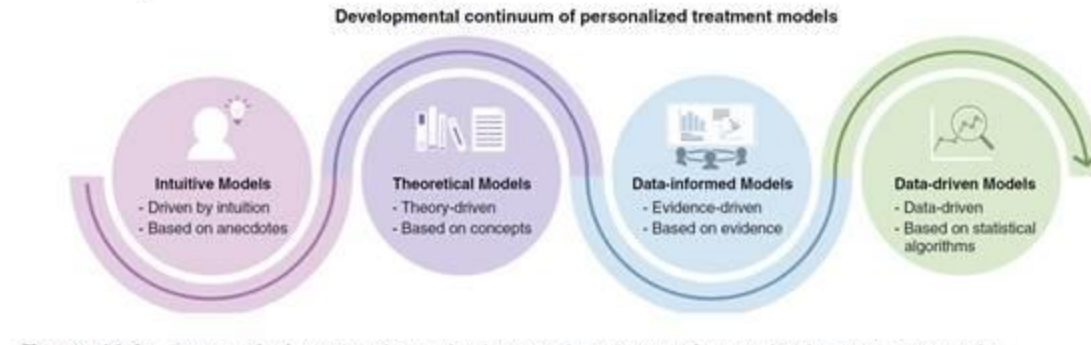 Developmental continuum of personalized treatment models
Intuitive Models
- Driven by intuition
- Based on anecdotes
Theoretical Models
- Theory-driven
- Based on concepts
Data-informed Models
- Evidence-driven
- Based on evidence
Data-driven Models
- Data-driven
- Based on statistical
algorithms